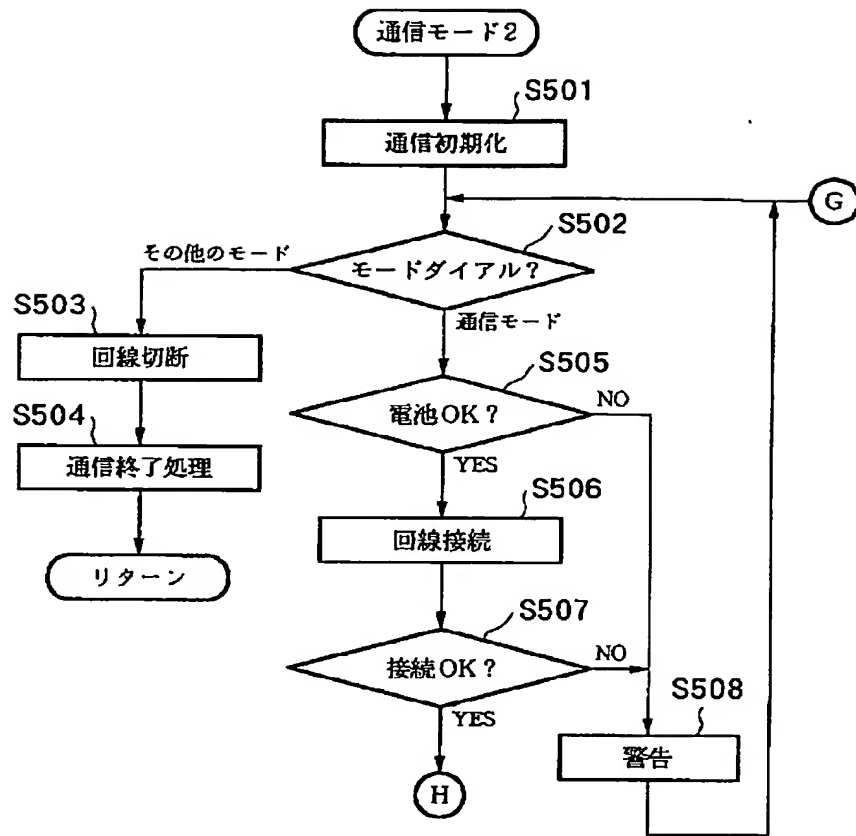 通信モード2
S501
通信初期化
G
S502
その他のモード
モードダイアル?
S503
通信モード
回線切断
S505
電池OK?
NO
S504
YES
通信終了処理
S506
回線接続
リターン
S507
接続OK?
NO
S508
YES
警告
H